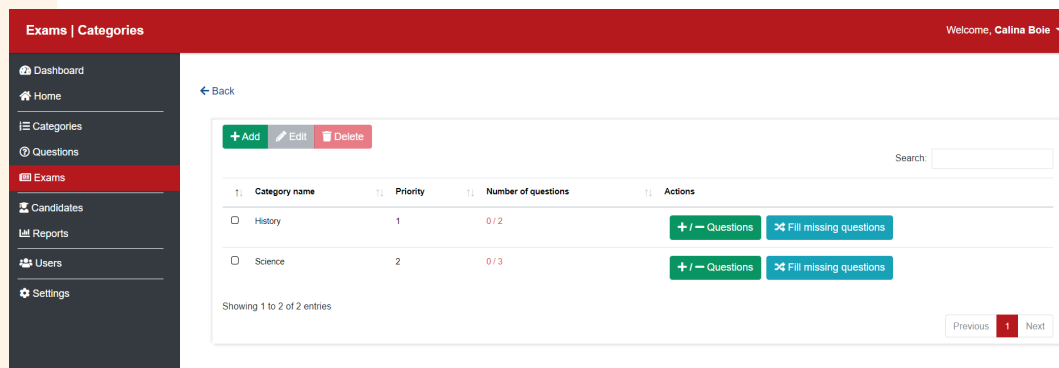 Exams | Categories
Welcome, Calina Boie
Dashboard
Home
Categories
Questions
Exams
Candidates
Reports
Users
Settings
Back
Add Edit Delete
Search:
Category name Priority Number of questions Actions
History 1 0 / 2 + / − Questions Fill missing questions
Science 2 0 / 3 + / − Questions Fill missing questions
Showing 1 to 2 of 2 entries
Previous 1 Next